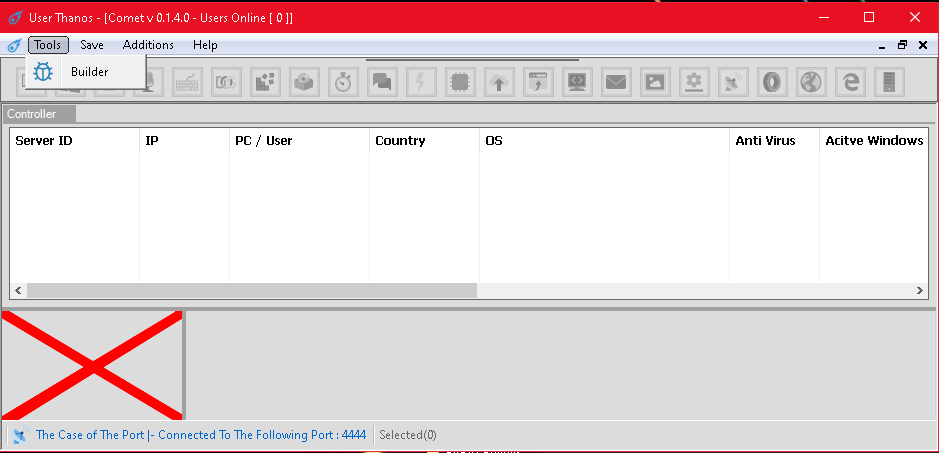 User Thanos - [Comet v 0.1.4.0 - Users Online [ 0 ]]
Tools Save Additions Help
Builder
Controller
Server ID IP PC / User Country OS Anti Virus Acitve Windows
The Case of The Port |- Connected To The Following Port : 4444 Selected(0)